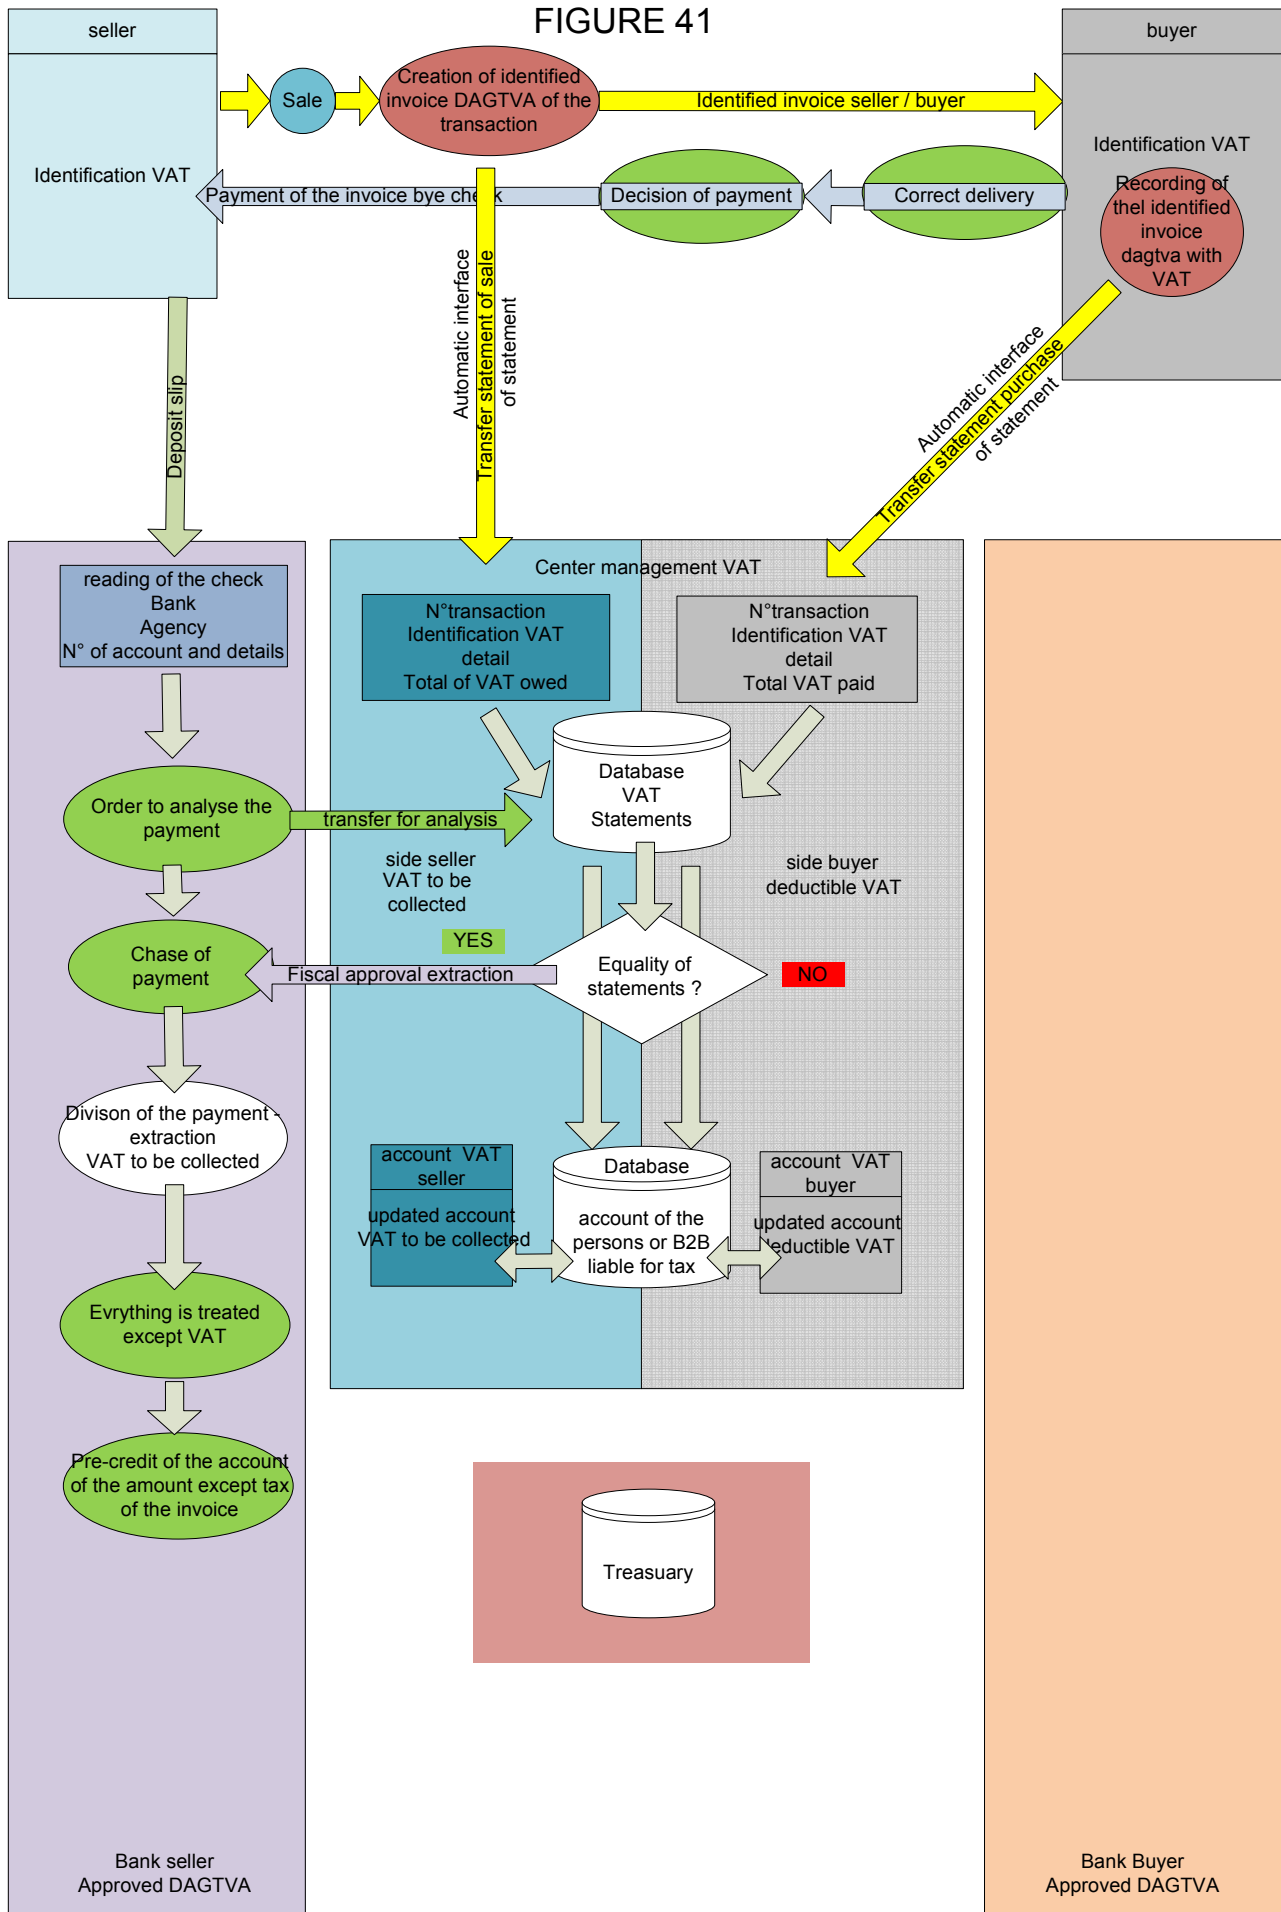 FIGURE 41
seller
buyer
Sale
Creation of identified
invoice DAGTVA of the
transaction
Identified invoice seller / buyer
Identification VAT
Identification VAT
Payment of the invoice bye check
Decision of payment
Correct delivery
Recording of
thel identified
invoice
dagtva with
VAT
Deposit slip
Automatic interface
Transfer statement of sale
of statement
Automatic interface
Transfer statement purchase
of statement
Center management VAT
reading of the check
Bank
Agency
N° of account and details
N°transaction
Identification VAT
detail
Total of VAT owed
N°transaction
Identification VAT
detail
Total VAT paid
Database
VAT
Statements
Order to analyse the
payment
transfer for analysis
side seller
VAT to be
collected
side buyer
deductible VAT
YES
NO
Chase of
payment
Fiscal approval extraction
Equality of
statements ?
Divison of the payment -
extraction
VAT to be collected
account VAT
seller
updated account
VAT to be collected
Database
account of the
persons or B2B
liable for tax
account VAT
buyer
updated account
deductible VAT
Evrything is treated
except VAT
Pre-credit of the account
of the amount except tax
of the invoice
Treasuary
Bank seller
Approved DAGTVA
Bank Buyer
Approved DAGTVA